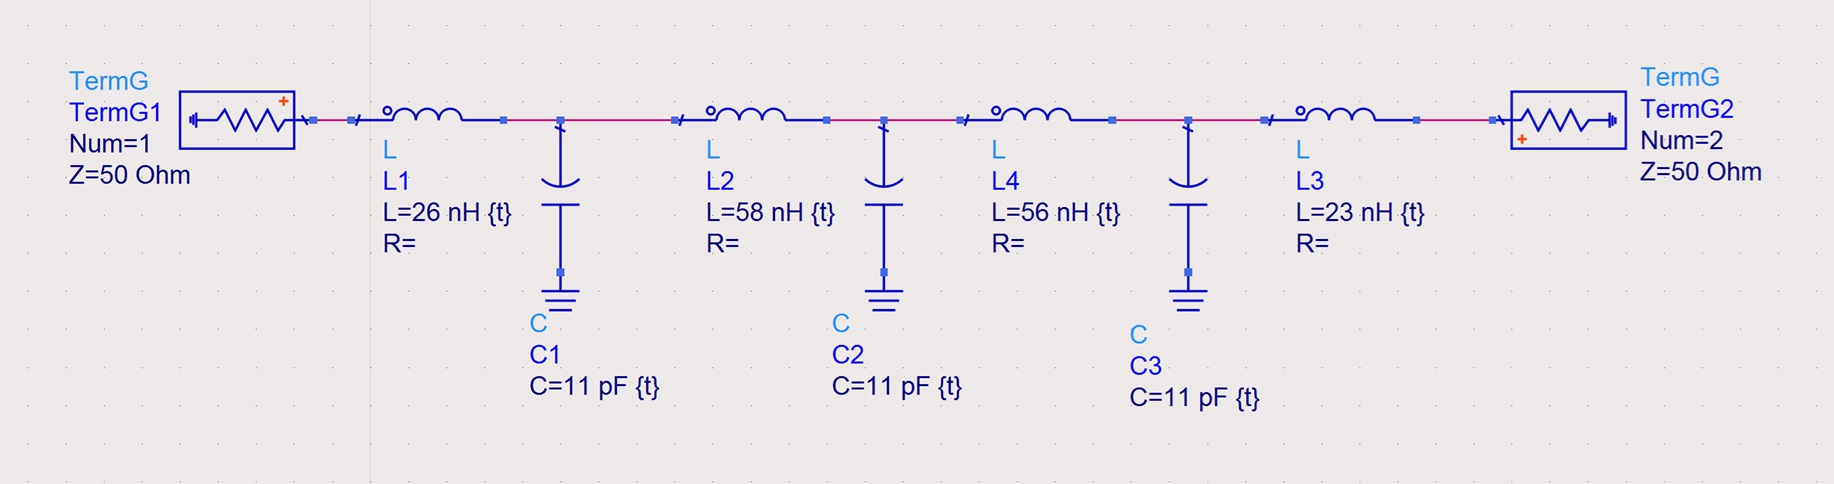 TermG
TermG1
Num=1
Z=50 Ohm
L
L1
L=26 nH {t}
R=
C
C1
C=11 pF {t}
L
L2
L=58 nH {t}
R=
C
C2
C=11 pF {t}
L
L4
L=56 nH {t}
R=
C
C3
C=11 pF {t}
L
L3
L=23 nH {t}
R=
TermG
TermG2
Num=2
Z=50 Ohm